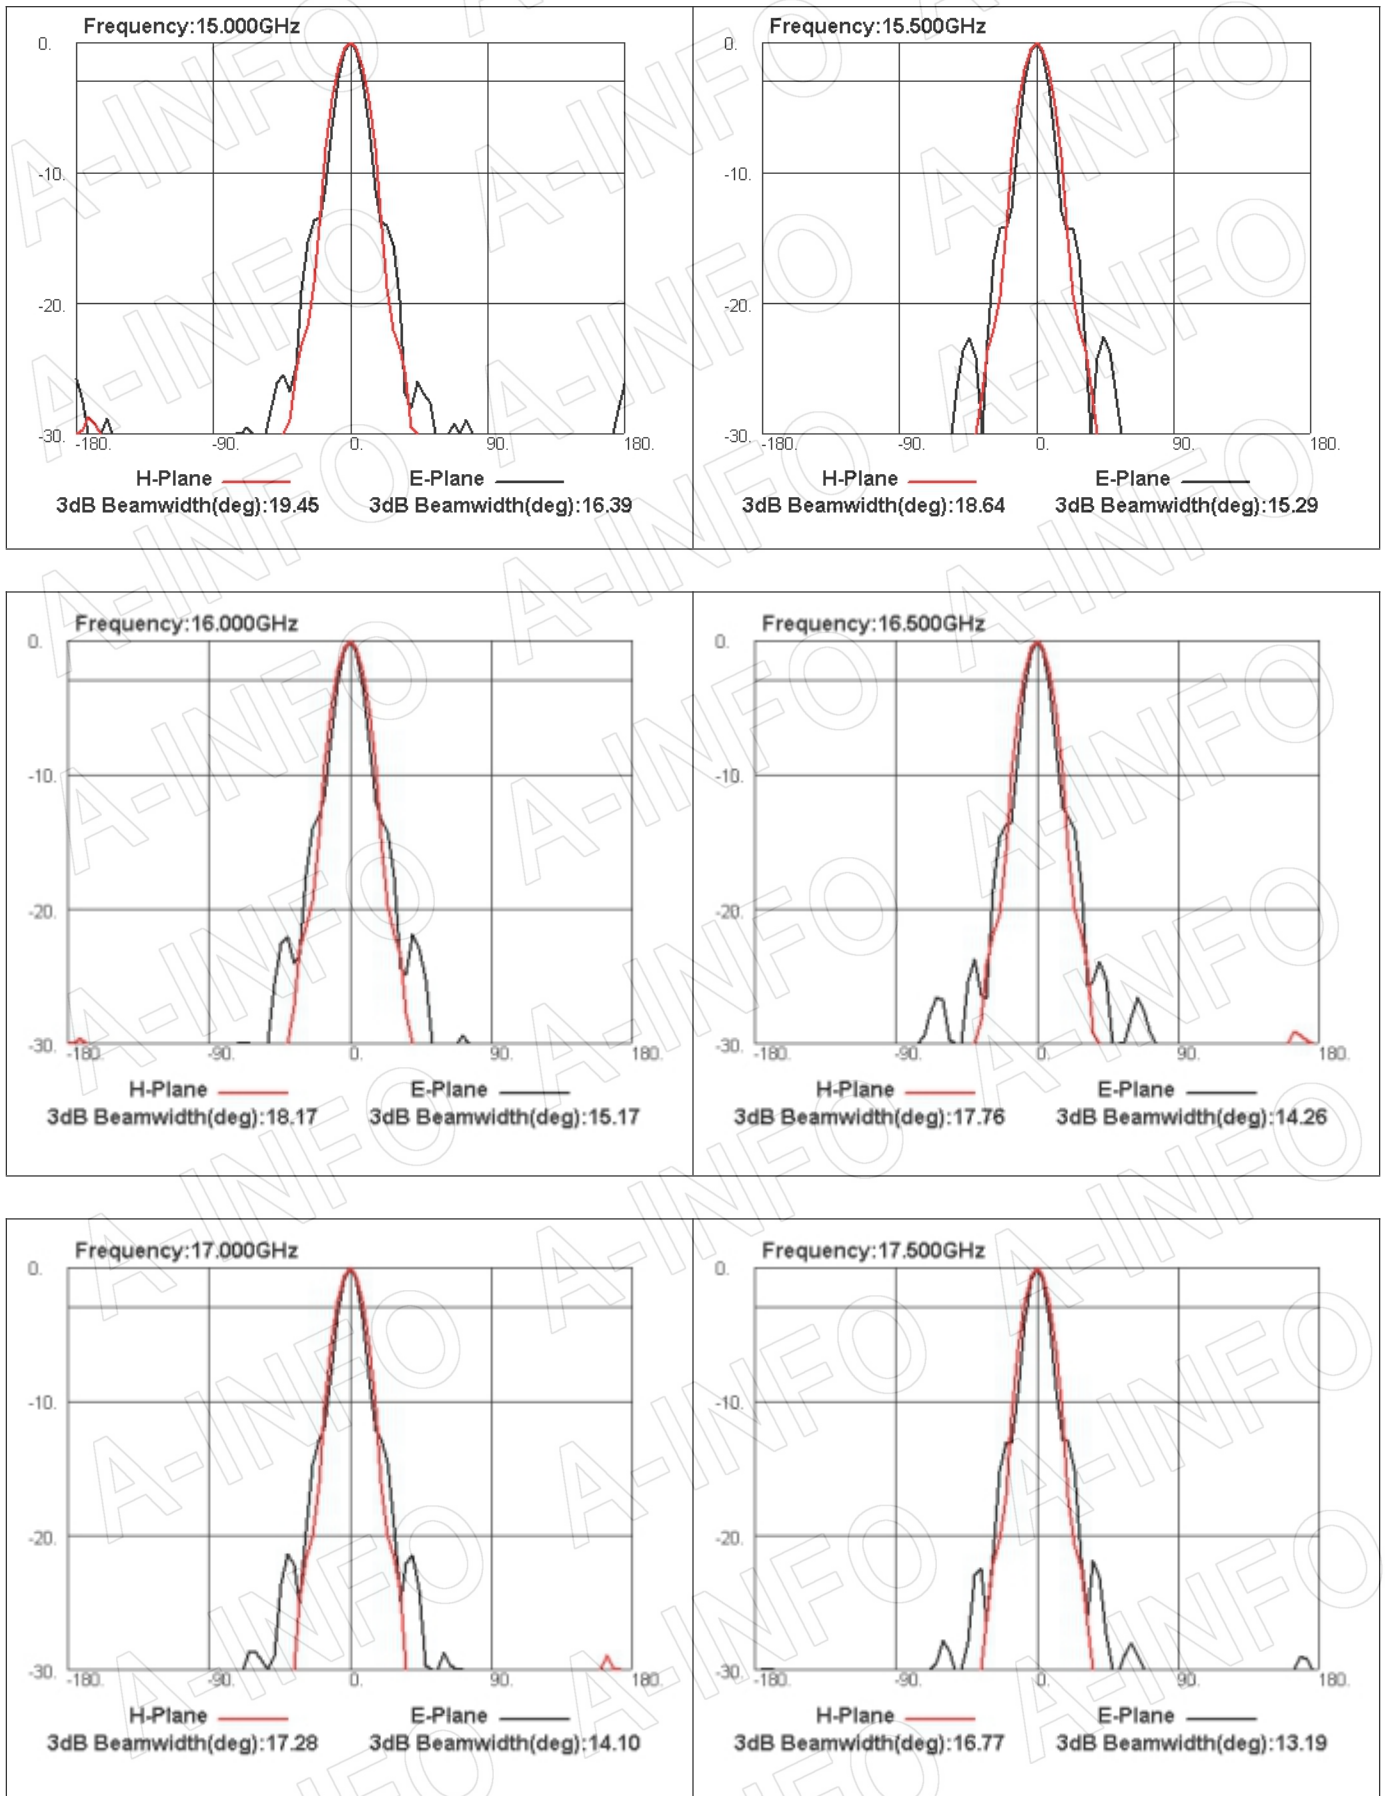 Frequency:15.000GHz
0.
-10.
-20.
-30.
-180. -90. 0. 90. 180.
H-Plane E-Plane
3dB Beamwidth(deg):19.45 3dB Beamwidth(deg):16.39
Frequency:15.500GHz
0.
-10.
-20.
-30.
-180. -90. 0. 90. 180.
H-Plane E-Plane
3dB Beamwidth(deg):18.64 3dB Beamwidth(deg):15.29
Frequency:16.000GHz
0.
-10.
-20.
-30.
-180. -90. 0. 90. 180.
H-Plane E-Plane
3dB Beamwidth(deg):18.17 3dB Beamwidth(deg):15.17
Frequency:16.500GHz
0.
-10.
-20.
-30.
-180. -90. 0. 90. 180.
H-Plane E-Plane
3dB Beamwidth(deg):17.76 3dB Beamwidth(deg):14.26
Frequency:17.000GHz
0.
-10.
-20.
-30.
-180. -90. 0. 90. 180.
H-Plane E-Plane
3dB Beamwidth(deg):17.28 3dB Beamwidth(deg):14.10
Frequency:17.500GHz
0.
-10.
-20.
-30.
-180. -90. 0. 90. 180.
H-Plane E-Plane
3dB Beamwidth(deg):16.77 3dB Beamwidth(deg):13.19
A-INFO